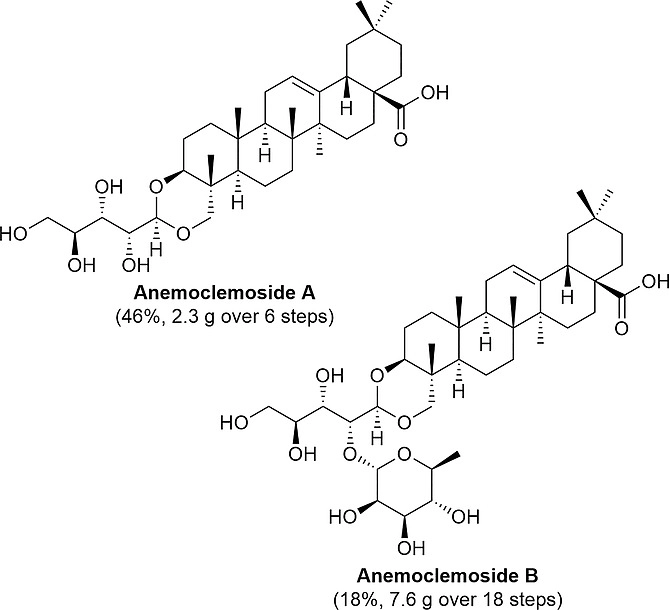 OH
O
H
H
H
O
O
H
OH
HO
OH
OH
Anemoclemoside A
(46%, 2.3 g over 6 steps)
OH
O
H
H
H
O
O
H
OH
HO
OH
O
O
HO
OH
OH
Anemoclemoside B
(18%, 7.6 g over 18 steps)